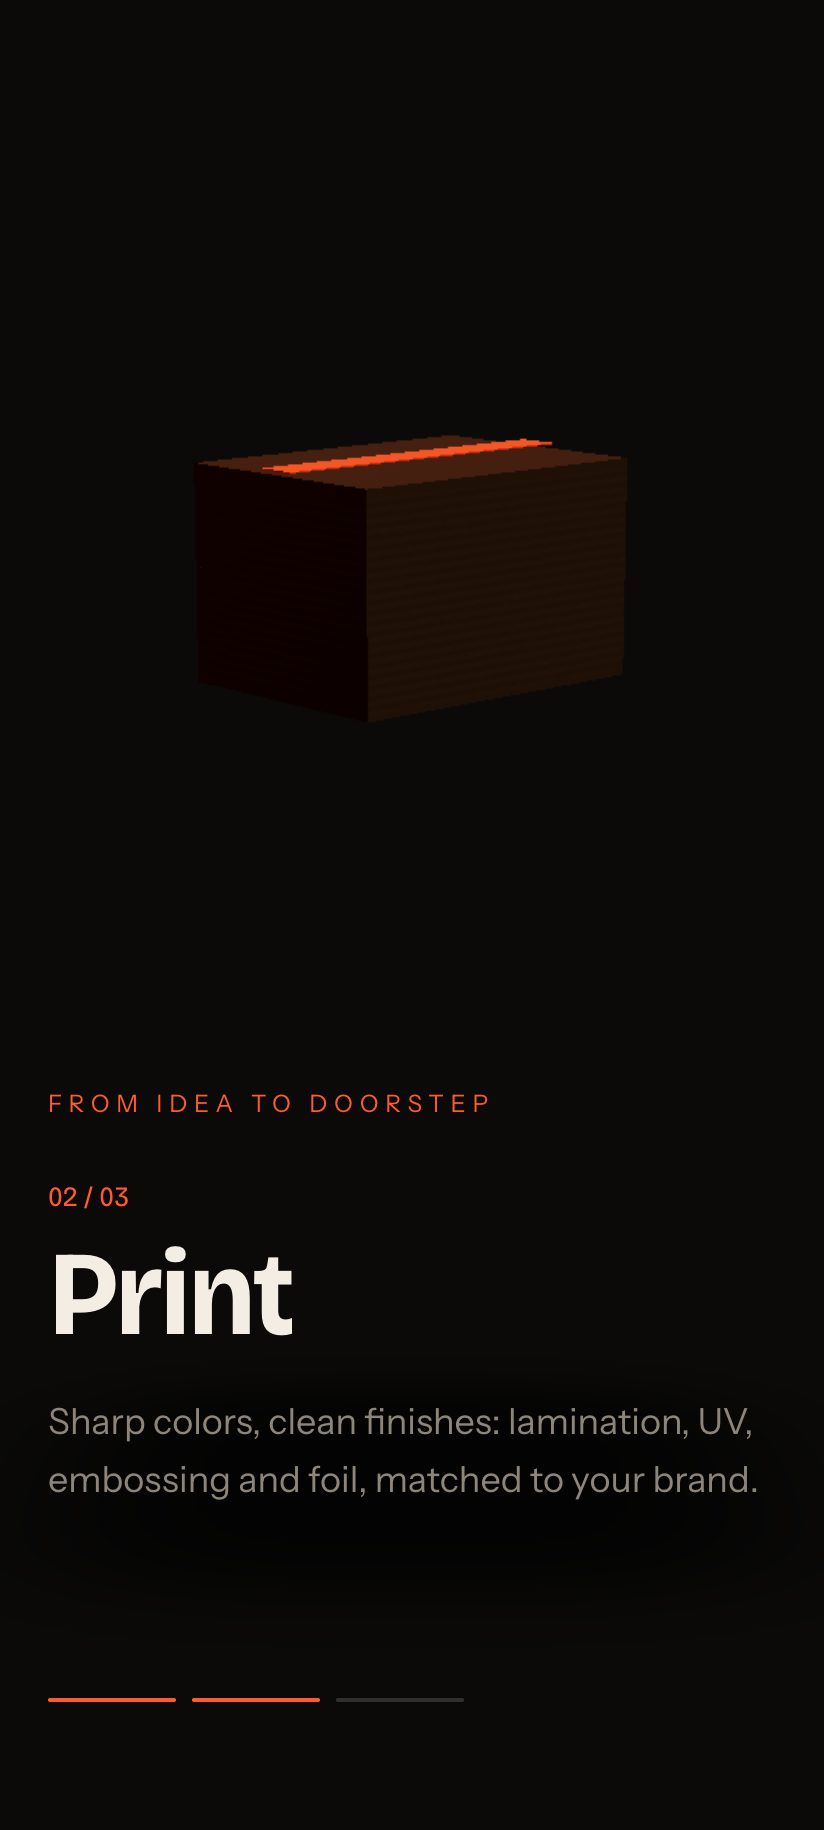 FROM IDEA TO DOORSTEP
02 / 03
Print
Sharp colors, clean finishes: lamination, UV,
embossing and foil, matched to your brand.